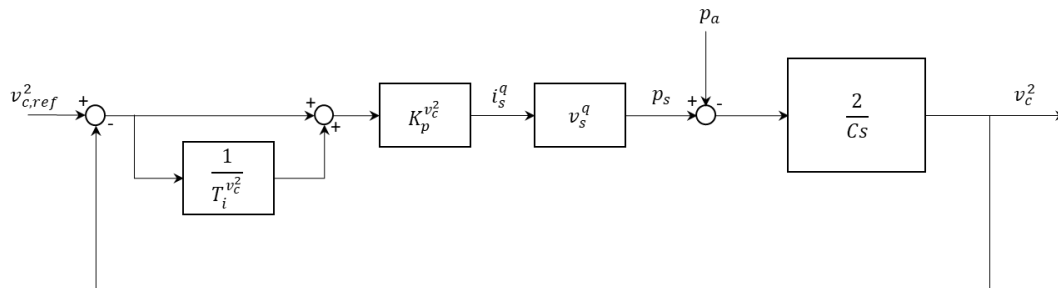 p_a
v_{c,ref}^2
+
-
+
+
K_p^{v_c^2}
i_s^q
v_s^q
p_s
+
-
2
Cs
v_c^2
1
T_i^{v_c^2}